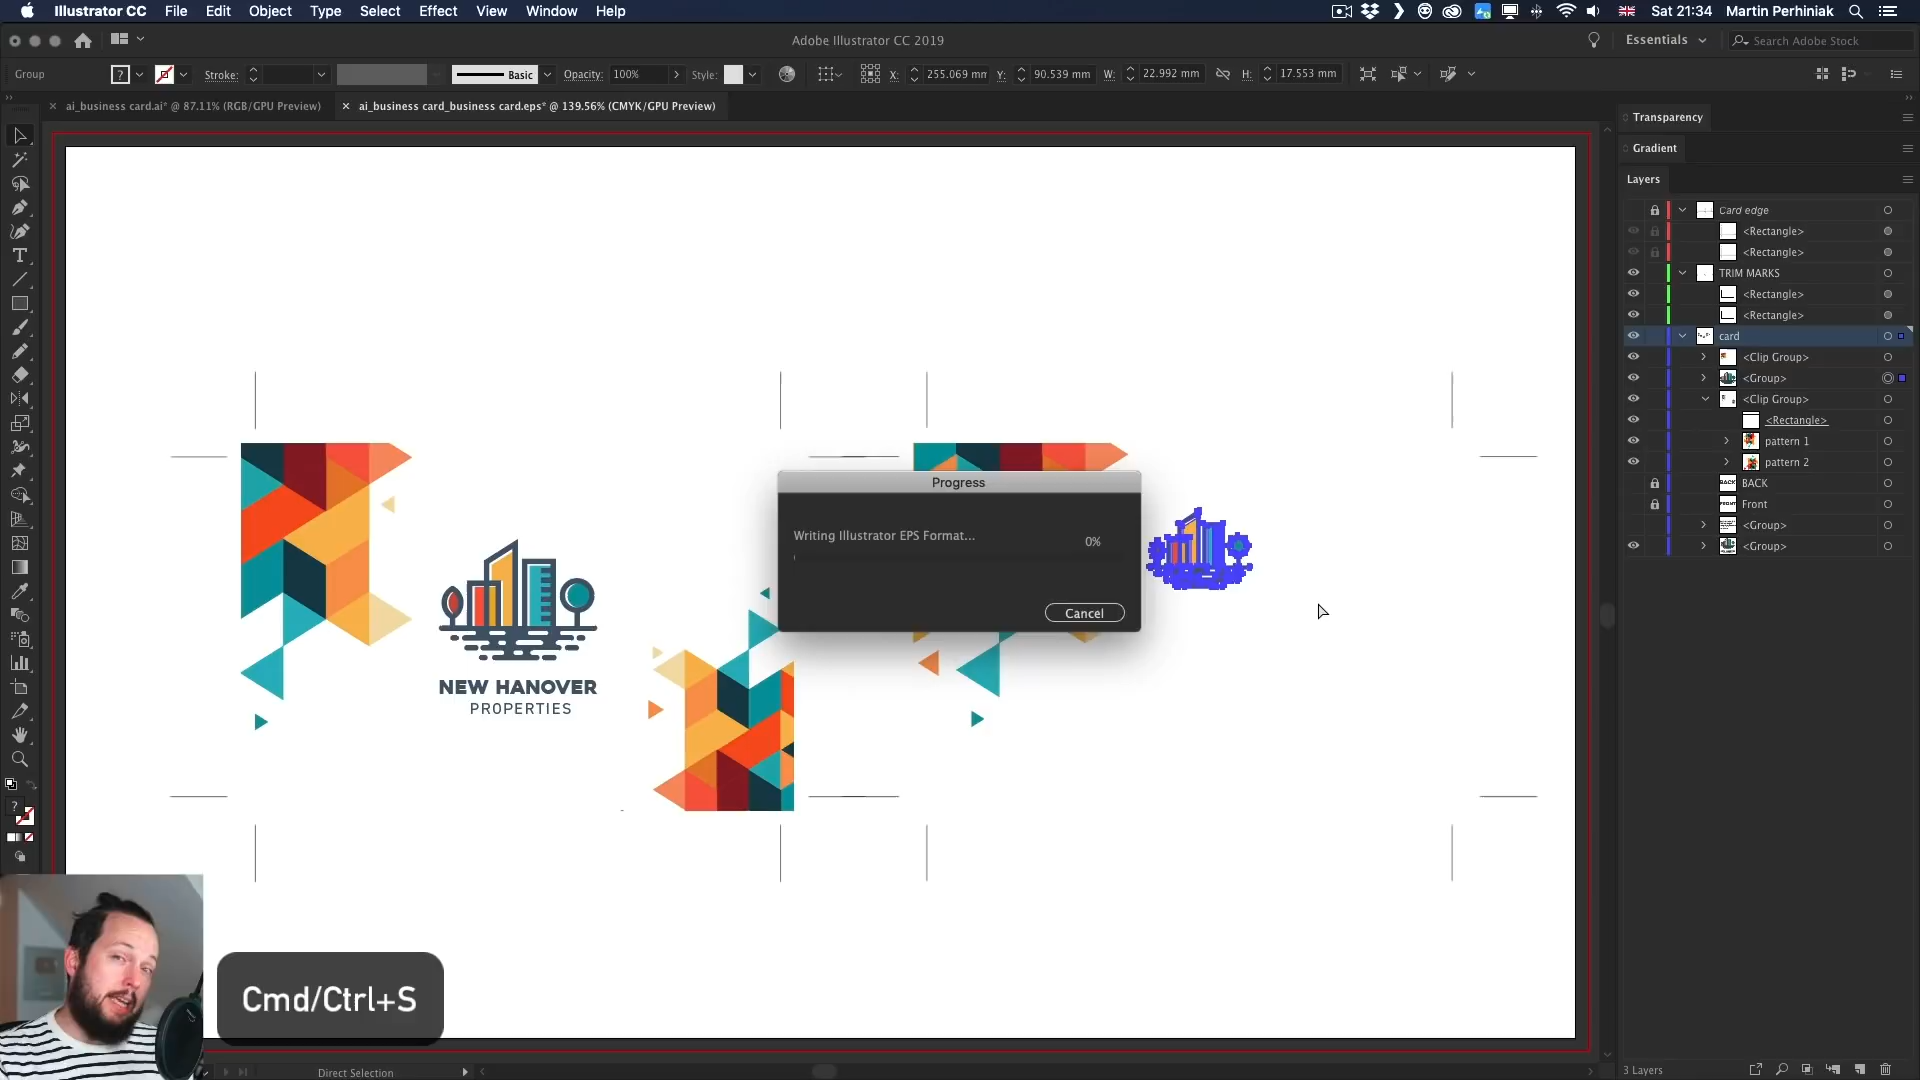 Illustrator CC File Edit Object Type Select Effect View Window Help Sat 21:34 Martin Perhiniak
Adobe Illustrator CC 2019 Essentials Search Adobe Stock
Group ? Stroke: Basic Opacity: 100% Style: X: 255.069 mm Y: 90.539 mm W: 22.992 mm H: 17.553 mm
ai_business card.ai* @ 87.11% (RGB/GPU Preview) ai_business card_business card.eps* @ 139.56% (CMYK/GPU Preview)
Transparency
Gradient
Layers
Card edge
<Rectangle>
<Rectangle>
TRIM MARKS
<Rectangle>
<Rectangle>
card
<Clip Group>
<Group>
<Clip Group>
<Rectangle>
pattern 1
pattern 2
BACK BACK
FRONT Front
<Group>
<Group>
Progress
Writing Illustrator EPS Format...
0%
Cancel
NEW HANOVER
PROPERTIES
?
Cmd/Ctrl+S
Direct Selection
3 Layers